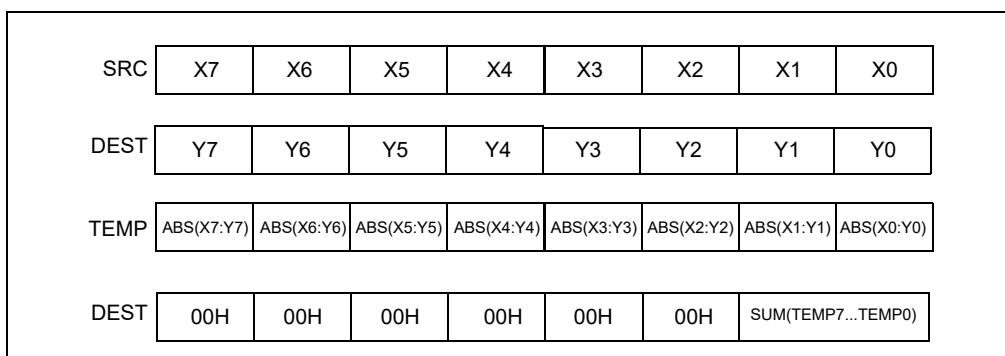 SRC X7 X6 X5 X4 X3 X2 X1 X0
DEST Y7 Y6 Y5 Y4 Y3 Y2 Y1 Y0
TEMP ABS(X7:Y7) ABS(X6:Y6) ABS(X5:Y5) ABS(X4:Y4) ABS(X3:Y3) ABS(X2:Y2) ABS(X1:Y1) ABS(X0:Y0)
DEST 00H 00H 00H 00H 00H 00H SUM(TEMP7...TEMP0)